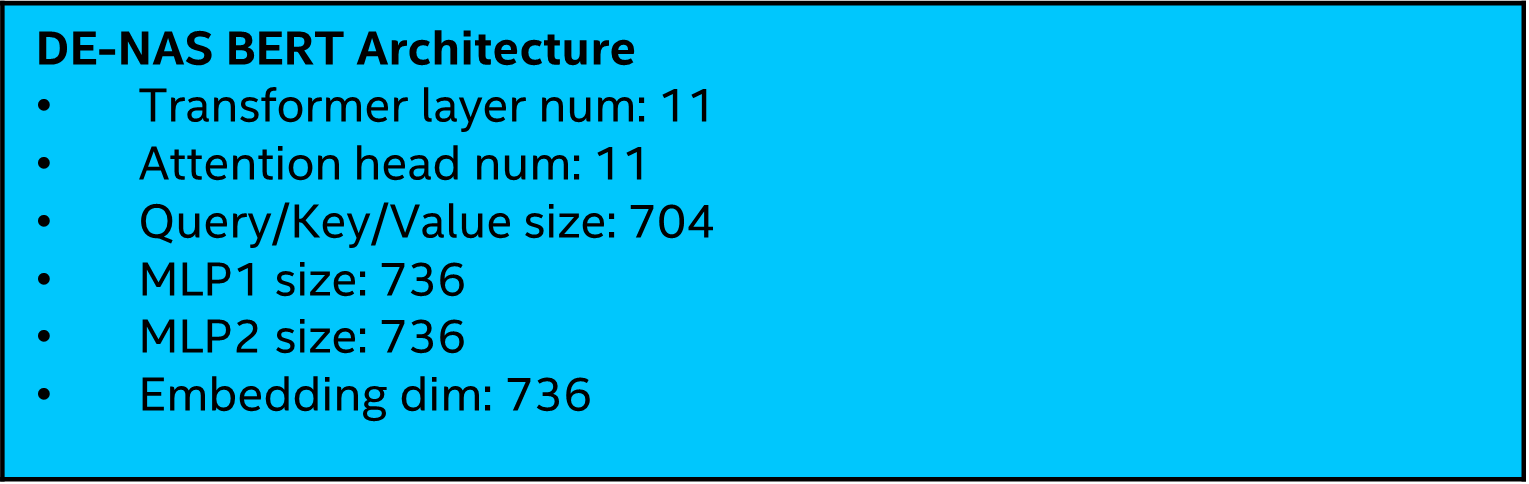 DE-NAS BERT Architecture
• Transformer layer num: 11
• Attention head num: 11
• Query/Key/Value size: 704
• MLP1 size: 736
• MLP2 size: 736
• Embedding dim: 736